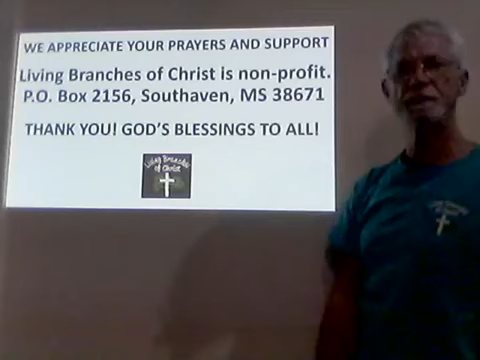 WE APPRECIATE YOUR PRAYERS AND SUPPORT
Living Branches of Christ is non-profit.
P.O. Box 2156, Southaven, MS 38671
THANK YOU! GOD'S BLESSINGS TO ALL!
Living Branches
of Christ